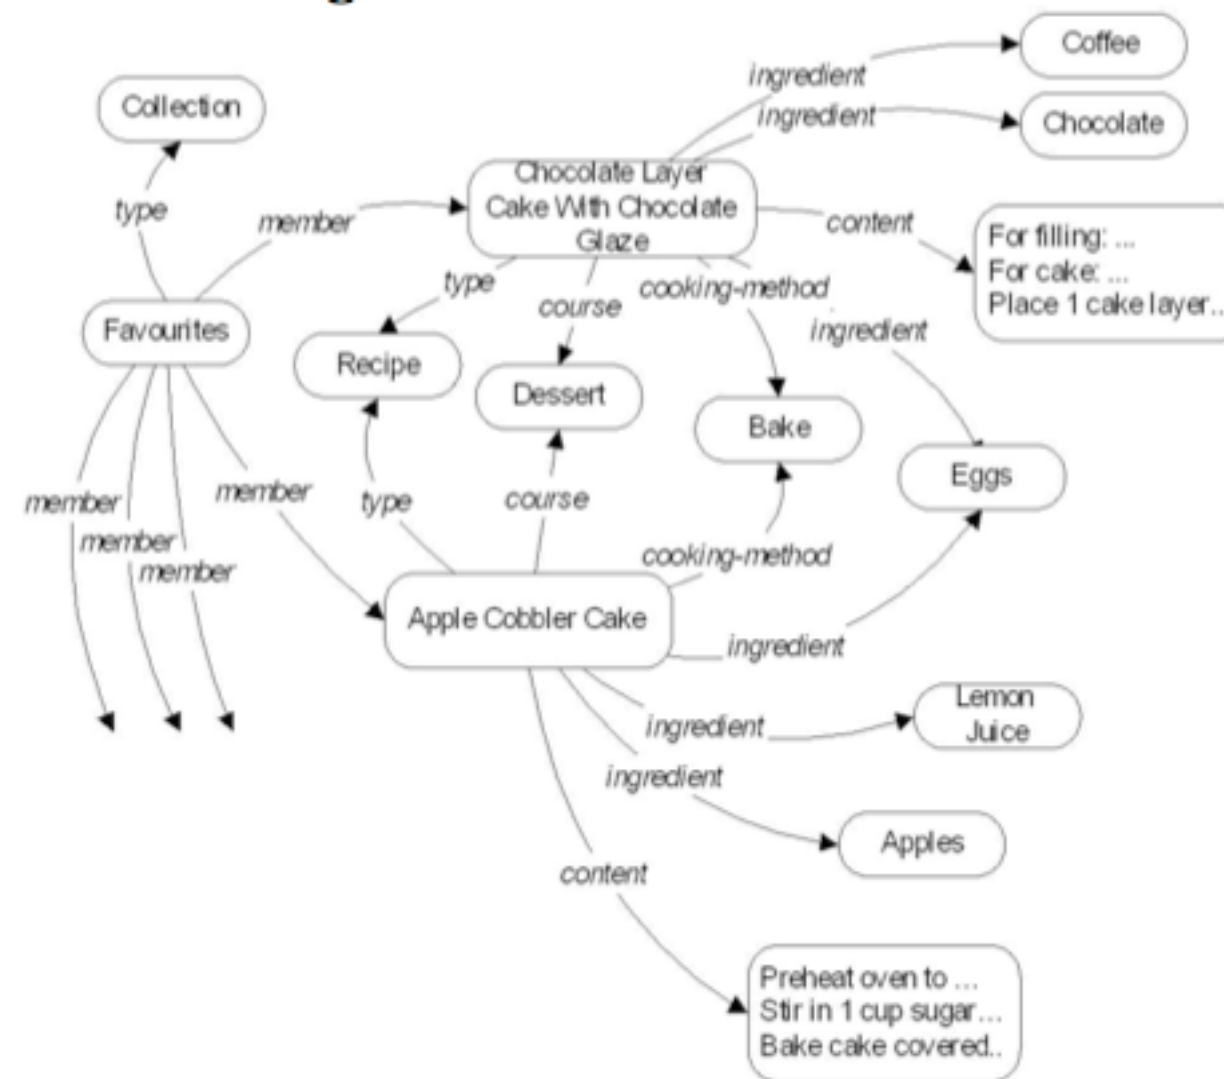 Coffee
ingredient
Collection
ingredient
Chocolate
Chocolate Layer
Cake With Chocolate
Glaze
type
member
content
For filling: ...
For cake: ...
Place 1 cake layer..
type
cooking-method
course
Favourites
ingredient
Recipe
Dessert
Bake
Eggs
member
member
type
course
member
member
cooking-method
Apple Cobbler Cake
ingredient
Lemon
Juice
ingredient
ingredient
Apples
content
Preheat oven to ...
Stir in 1 cup sugar...
Bake cake covered..